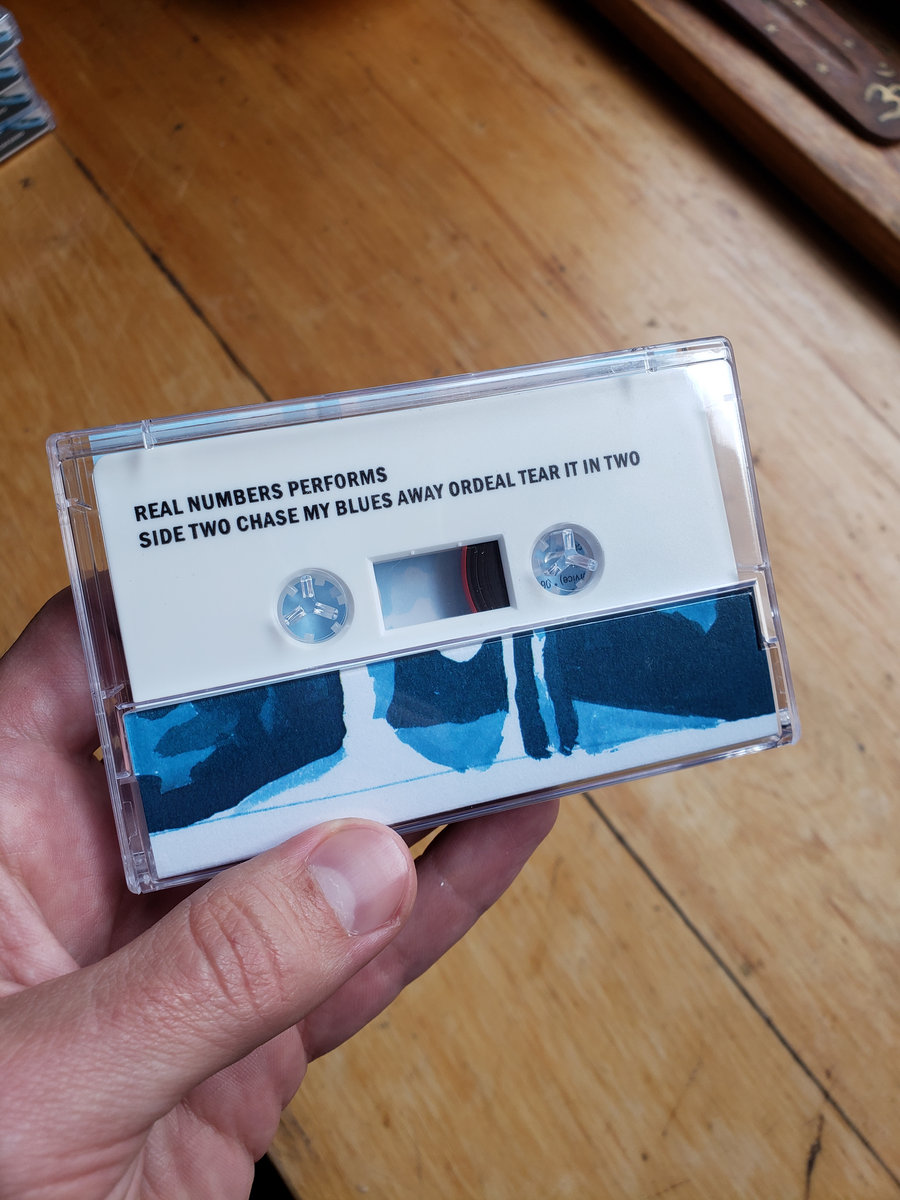 REAL NUMBERS PERFORMS
SIDE TWO CHASE MY BLUES AWAY ORDEAL TEAR IT IN TWO